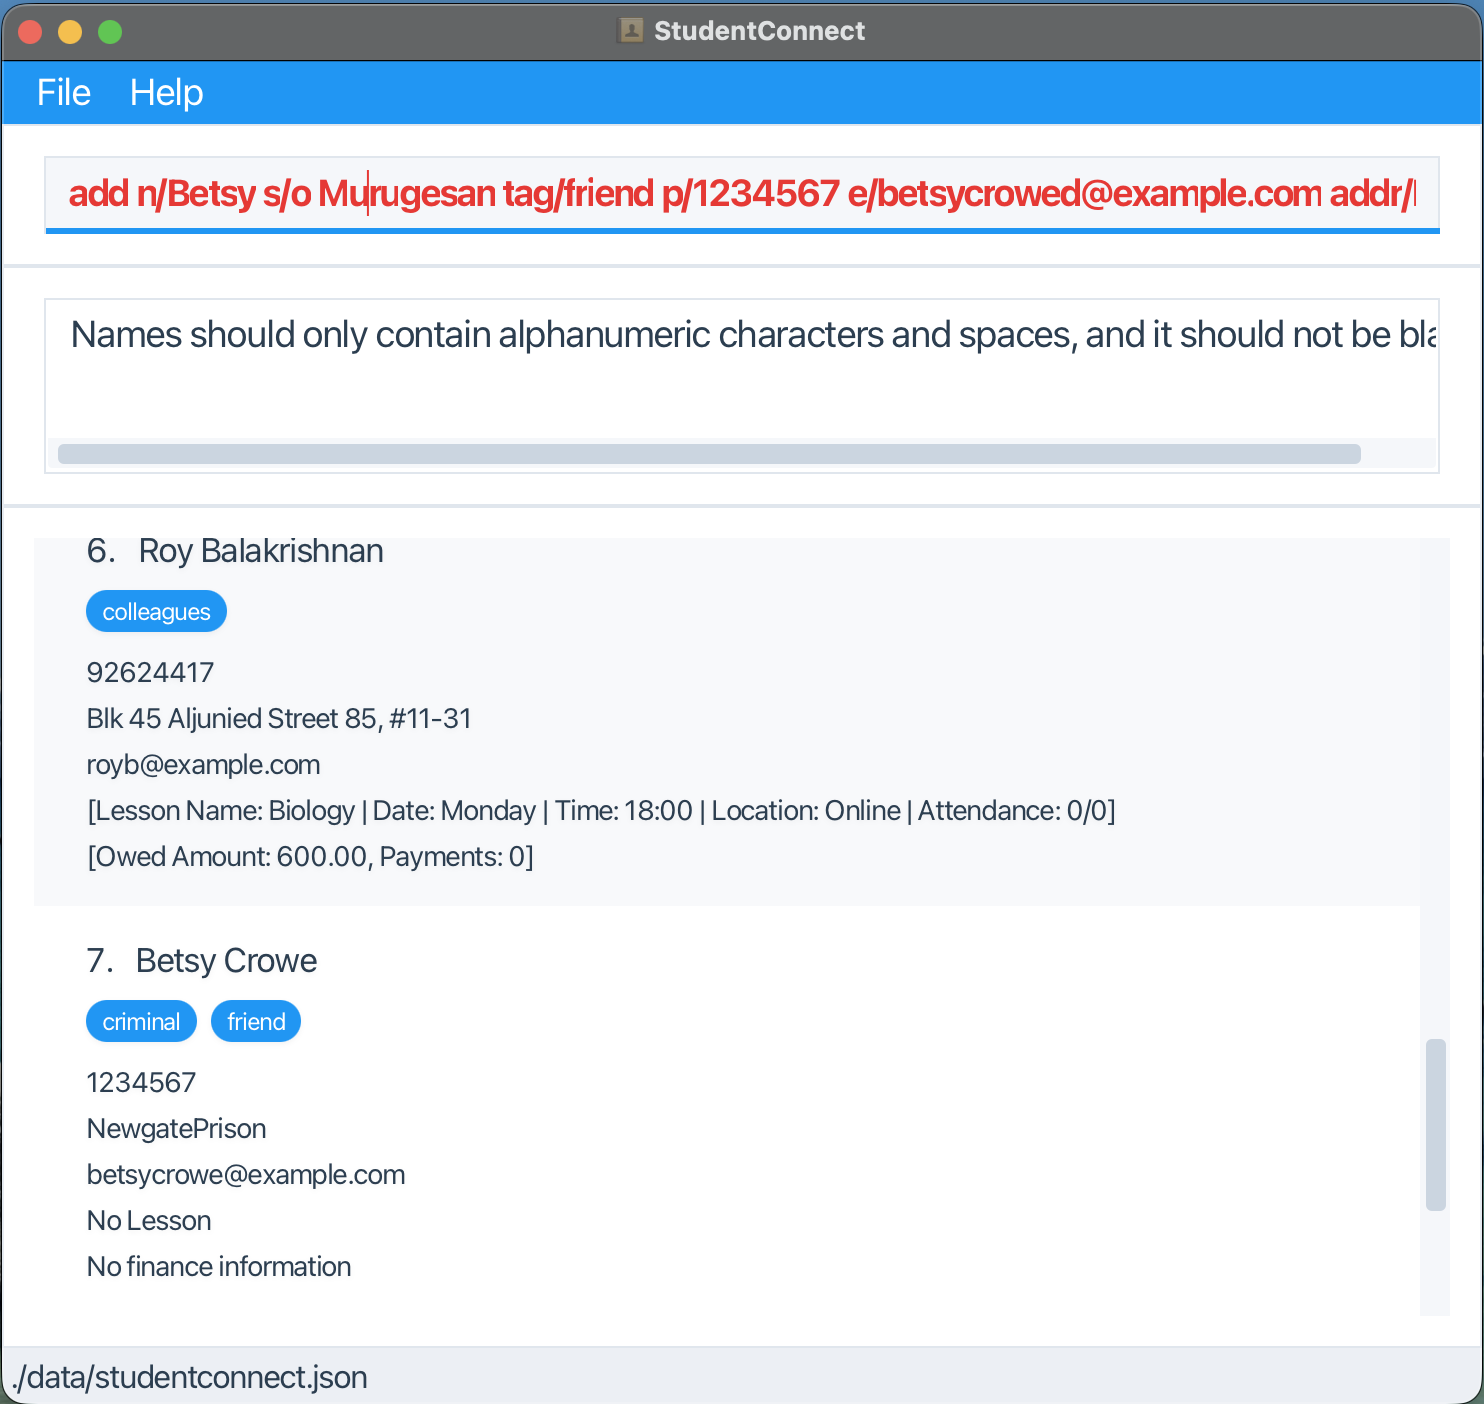 StudentConnect
File Help
add n/Betsy s/o Murugesan tag/friend p/1234567 e/betsycrowed@example.com addr/
Names should only contain alphanumeric characters and spaces, and it should not be
6. Roy Balakrishnan
colleagues
92624417
Blk 45 Aljunied Street 85, #11-31
royb@example.com
[Lesson Name: Biology | Date: Monday | Time: 18:00 | Location: Online | Attendance: 0/0]
[Owed Amount: 600.00, Payments: 0]
7. Betsy Crowe
criminal friend
1234567
NewgatePrison
betsycrowe@example.com
No Lesson
No finance information
./data/studentconnect.json